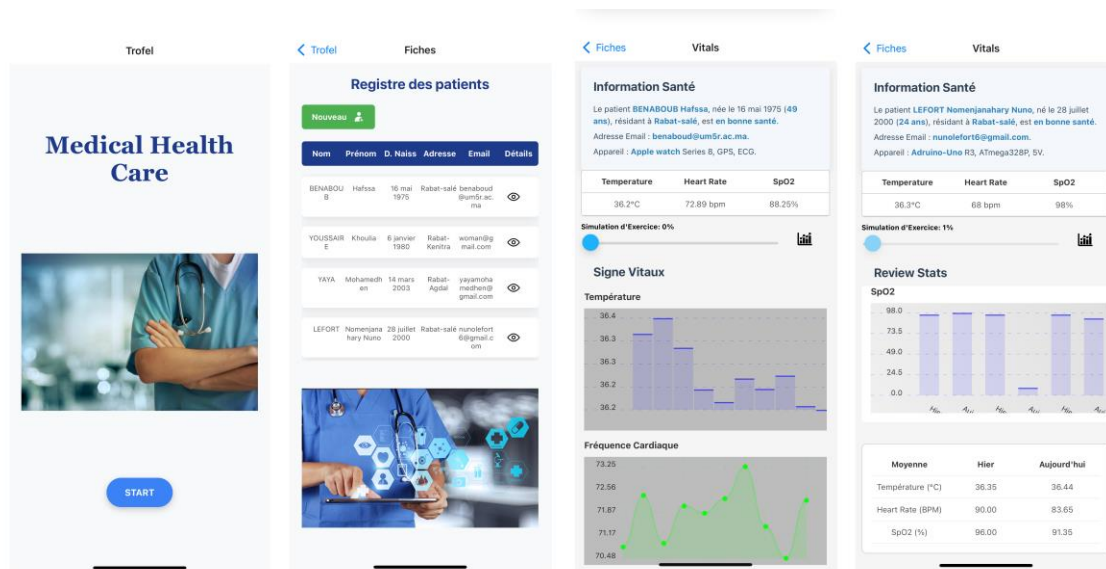 Trofel
Medical Health
Care
START
Trofel
Fiches
Registre des patients
Nouveau
Nom Prénom D. Naiss Adresse Email Détails
BENABOU Hafssa 16 mai Rabat-salé benaboud
B 1975 @um5r.ac.
ma
YOUSSAIR Khoulia 6 janvier Rabat- woman@g
E 1980 Kenitra mail.com
YAYA Mohamedh 14 mars Rabat- yayamoha
en 2003 Agdal medhen@
gmail.com
LEFORT Nomenjana 28 juillet Rabat-salé nunolefort
hary Nuno 2000 6@gmail.c
om
Fiches
Vitals
Information Santé
Le patient BENABOUB Hafssa, née le 16 mai 1975 (49
ans), résidant à Rabat-salé, est en bonne santé.
Adresse Email : benaboud@um5r.ac.ma.
Appareil : Apple watch Series 8, GPS, ECG.
Temperature Heart Rate SpO2
36.2°C 72.89 bpm 88.25%
Simulation d'Exercice: 0%
Signe Vitaux
Température
36.4
36.3
36.3
36.2
36.2
Fréquence Cardiaque
73.25
72.56
71.87
71.17
70.48
Fiches
Vitals
Information Santé
Le patient LEFORT Nomenjanahary Nuno, né le 28 juillet
2000 (24 ans), résidant à Rabat-salé, est en bonne santé.
Adresse Email : nunolefort6@gmail.com.
Appareil : Adruino-Uno R3, ATmega328P, 5V.
Temperature Heart Rate SpO2
36.3°C 68 bpm 98%
Simulation d'Exercice: 1%
Review Stats
SpO2
98.0
73.5
49.0
24.5
0.0
Moyenne Hier Aujourd'hui
Température (°C) 36.35 36.44
Heart Rate (BPM) 90.00 83.65
SpO2 (%) 96.00 91.35